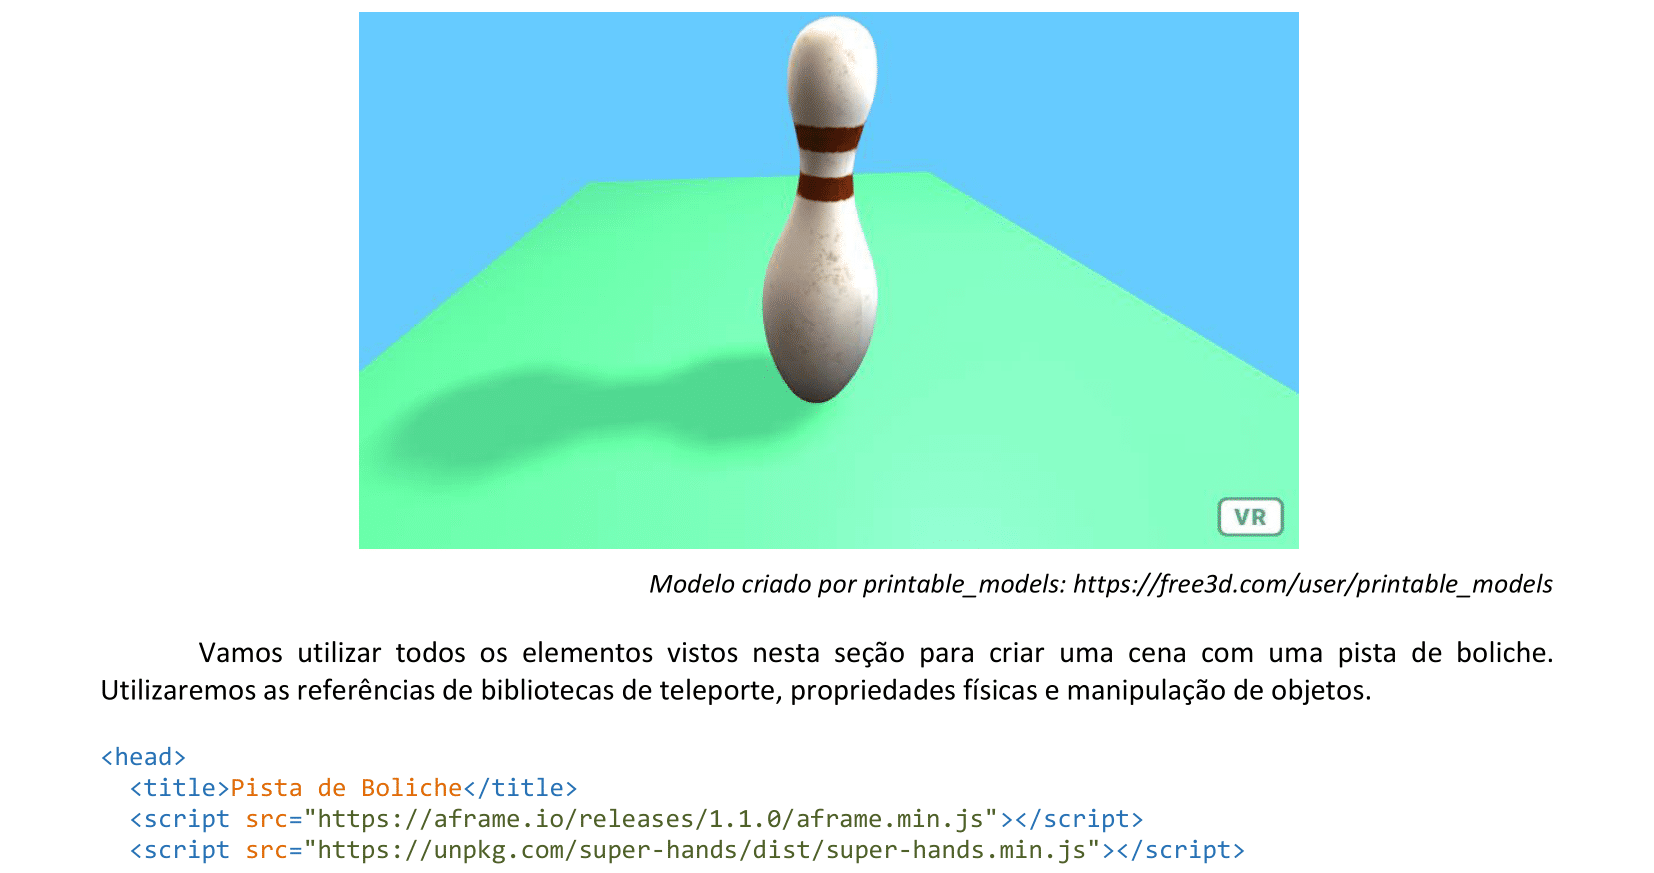 VR
Modelo criado por printable_models: https://free3d.com/user/printable_models
Vamos utilizar todos os elementos vistos nesta seção para criar uma cena com uma pista de boliche.
Utilizaremos as referências de bibliotecas de teleporte, propriedades físicas e manipulação de objetos.
<head>
  <title>Pista de Boliche</title>
  <script src="https://aframe.io/releases/1.1.0/aframe.min.js"></script>
  <script src="https://unpkg.com/super-hands/dist/super-hands.min.js"></script>